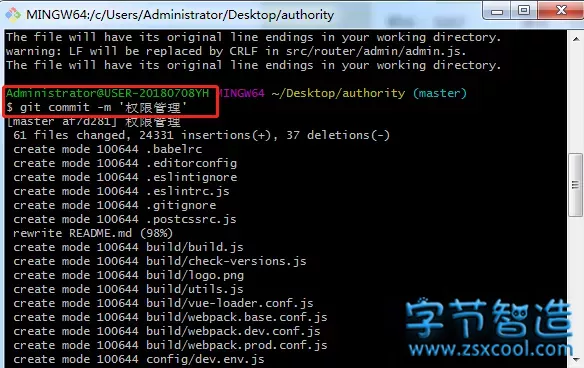 MINGW64:/c/Users/Administrator/Desktop/authority
The file will have its original line endings in your working directory.
warning: LF will be replaced by CRLF in src/router/admin/admin.js.
The file will have its original line endings in your working directory.
Administrator@USER-20180708YH MINGW64 ~/Desktop/authority (master)
$ git commit -m '权限管理'
[master af7d281] 权限管理
61 files changed, 24331 insertions(+), 37 deletions(-)
create mode 100644 .babelrc
create mode 100644 .editorconfig
create mode 100644 .eslintignore
create mode 100644 .eslintrc.js
create mode 100644 .gitignore
create mode 100644 .postcssrc.js
rewrite README.md (98%)
create mode 100644 build/build.js
create mode 100644 build/check-versions.js
create mode 100644 build/logo.png
create mode 100644 build/utils.js
create mode 100644 build/vue-loader.conf.js
create mode 100644 build/webpack.base.conf.js
create mode 100644 build/webpack.dev.conf.js
create mode 100644 build/webpack.prod.conf.js
create mode 100644 config/dev.env.js
字节智造
www.zsxcool.com